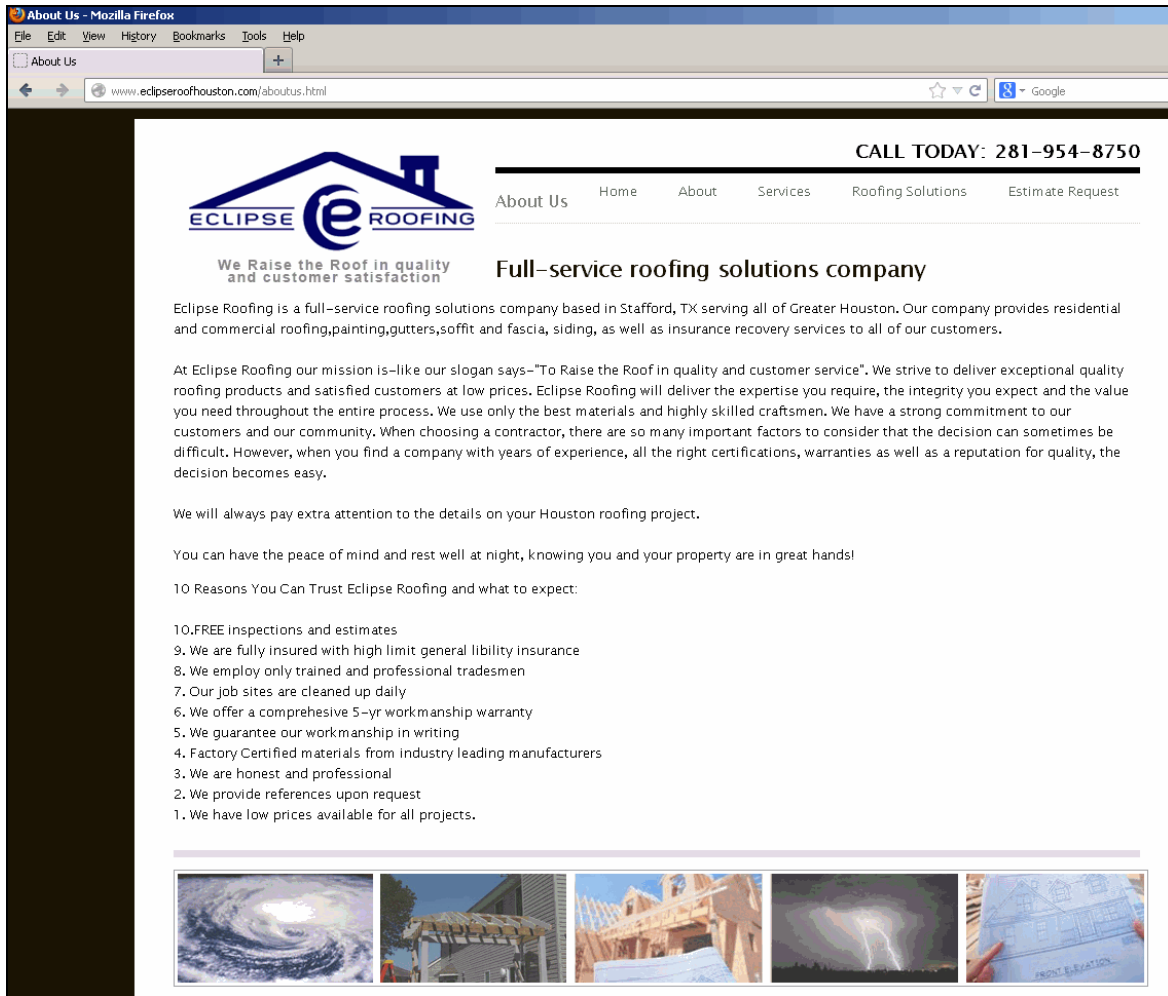 About Us - Mozilla Firefox
File Edit View History Bookmarks Tools Help
About Us +
www.eclipseroofhouston.com/aboutus.html
8 Google
CALL TODAY: 281-954-8750
ECLIPSE e ROOFING
We Raise the Roof in quality
and customer satisfaction
About Us Home About Services Roofing Solutions Estimate Request
Full-service roofing solutions company
Eclipse Roofing is a full-service roofing solutions company based in Stafford, TX serving all of Greater Houston. Our company provides residential
and commercial roofing,painting,gutters,soffit and fascia, siding, as well as insurance recovery services to all of our customers.
At Eclipse Roofing our mission is-like our slogan says-"To Raise the Roof in quality and customer service". We strive to deliver exceptional quality
roofing products and satisfied customers at low prices. Eclipse Roofing will deliver the expertise you require, the integrity you expect and the value
you need throughout the entire process. We use only the best materials and highly skilled craftsmen. We have a strong commitment to our
customers and our community. When choosing a contractor, there are so many important factors to consider that the decision can sometimes be
difficult. However, when you find a company with years of experience, all the right certifications, warranties as well as a reputation for quality, the
decision becomes easy.
We will always pay extra attention to the details on your Houston roofing project.
You can have the peace of mind and rest well at night, knowing you and your property are in great hands!
10 Reasons You Can Trust Eclipse Roofing and what to expect:
10.FREE inspections and estimates
9. We are fully insured with high limit general libility insurance
8. We employ only trained and professional tradesmen
7. Our job sites are cleaned up daily
6. We offer a comprehesive 5-yr workmanship warranty
5. We guarantee our workmanship in writing
4. Factory Certified materials from industry leading manufacturers
3. We are honest and professional
2. We provide references upon request
1. We have low prices available for all projects.
FRONT ELEVATION